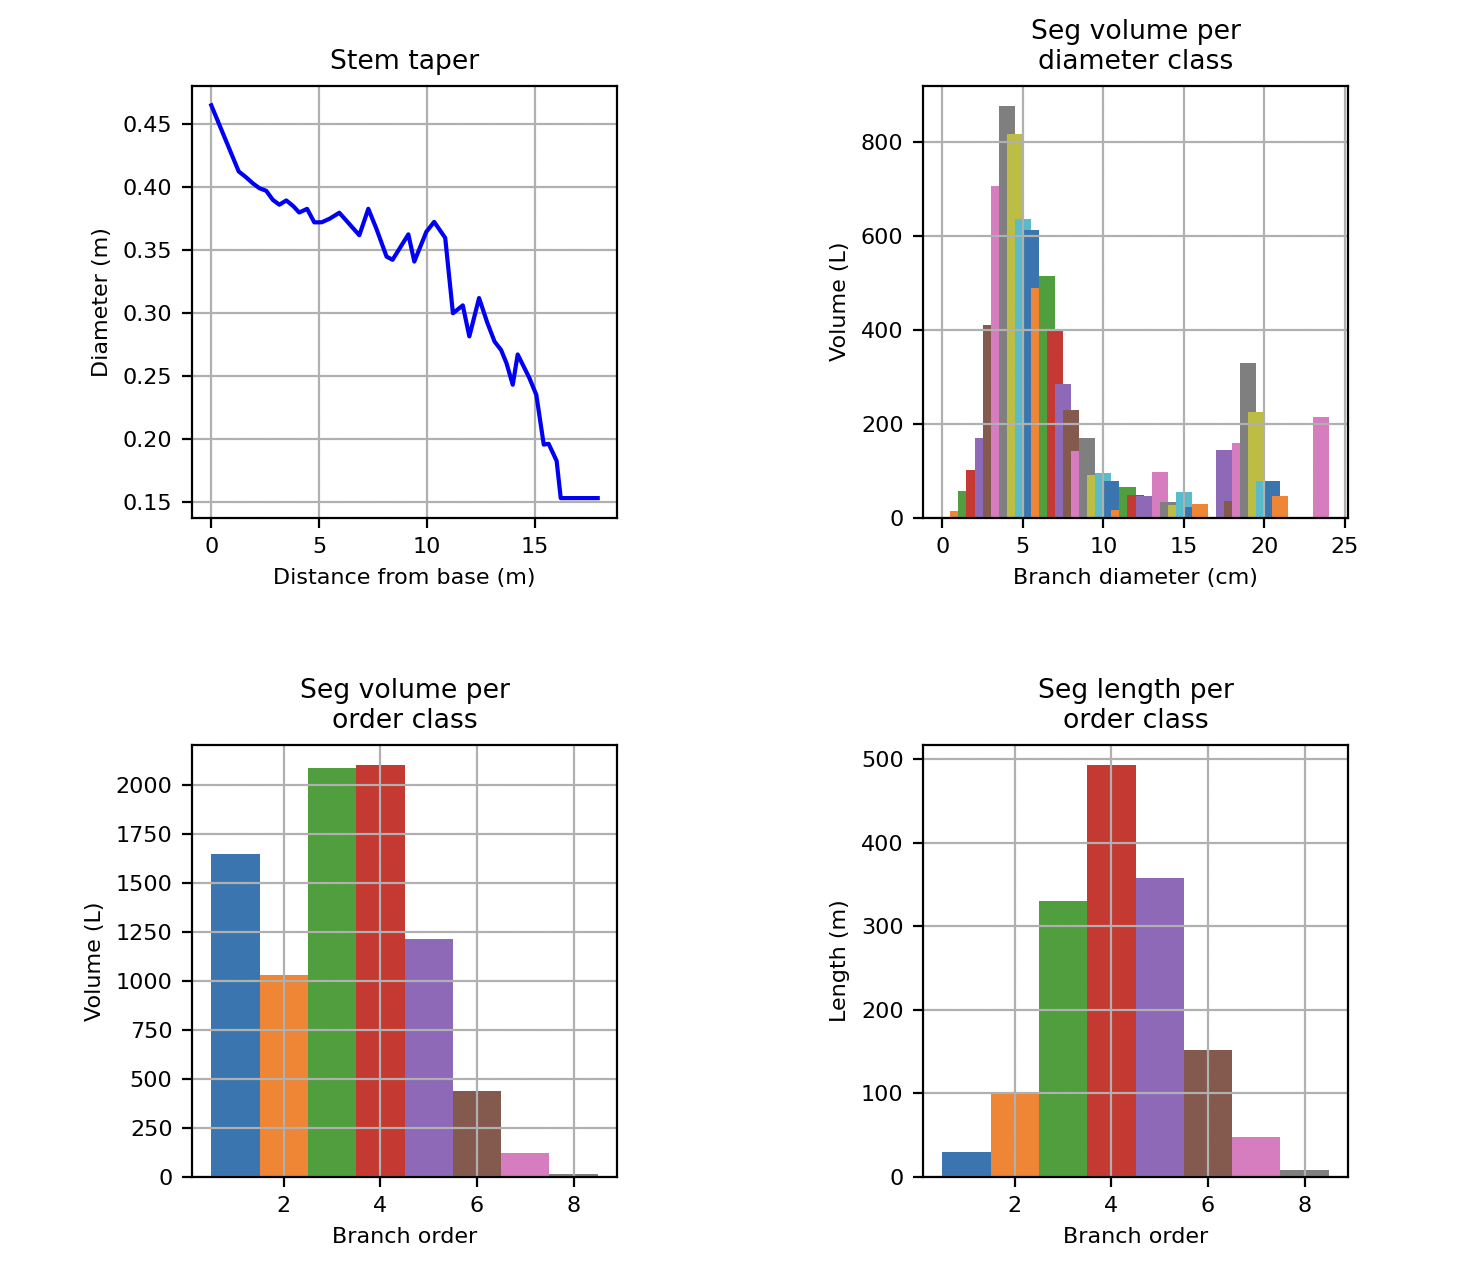 Stem taper
0.45
0.40
0.35
0.30
0.25
0.20
0.15
Diameter (m)
0 5 10 15
Distance from base (m)
Seg volume per
diameter class
800
600
400
200
0
Volume (L)
0 5 10 15 20 25
Branch diameter (cm)
Seg volume per
order class
2000
1750
1500
1250
1000
750
500
250
0
Volume (L)
2 4 6 8
Branch order
Seg length per
order class
500
400
300
200
100
0
Length (m)
2 4 6 8
Branch order